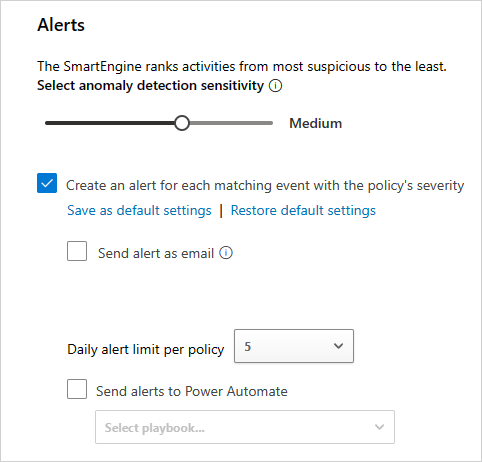 Alerts
The SmartEngine ranks activities from most suspicious to the least.
Select anomaly detection sensitivity
Medium
Create an alert for each matching event with the policy's severity
Save as default settings | Restore default settings
Send alert as email
Daily alert limit per policy 5
Send alerts to Power Automate
Select playbook...